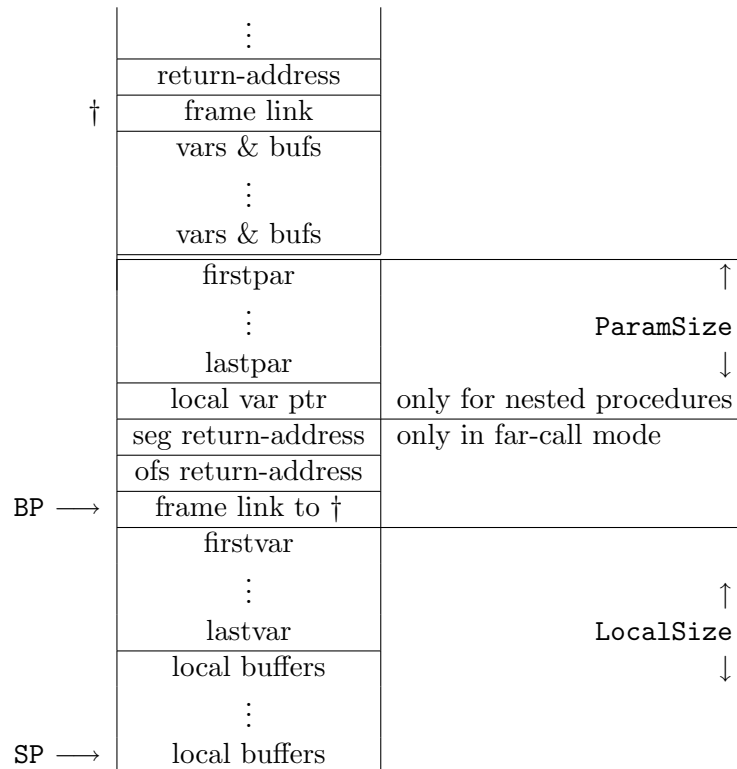 ⋮
return-address
† frame link
vars & bufs
⋮
vars & bufs
firstpar ↑
⋮ ParamSize
lastpar ↓
local var ptr only for nested procedures
seg return-address only in far-call mode
ofs return-address
BP ⟶ frame link to †
firstvar
⋮ ↑
lastvar LocalSize
local buffers ↓
⋮
SP ⟶ local buffers